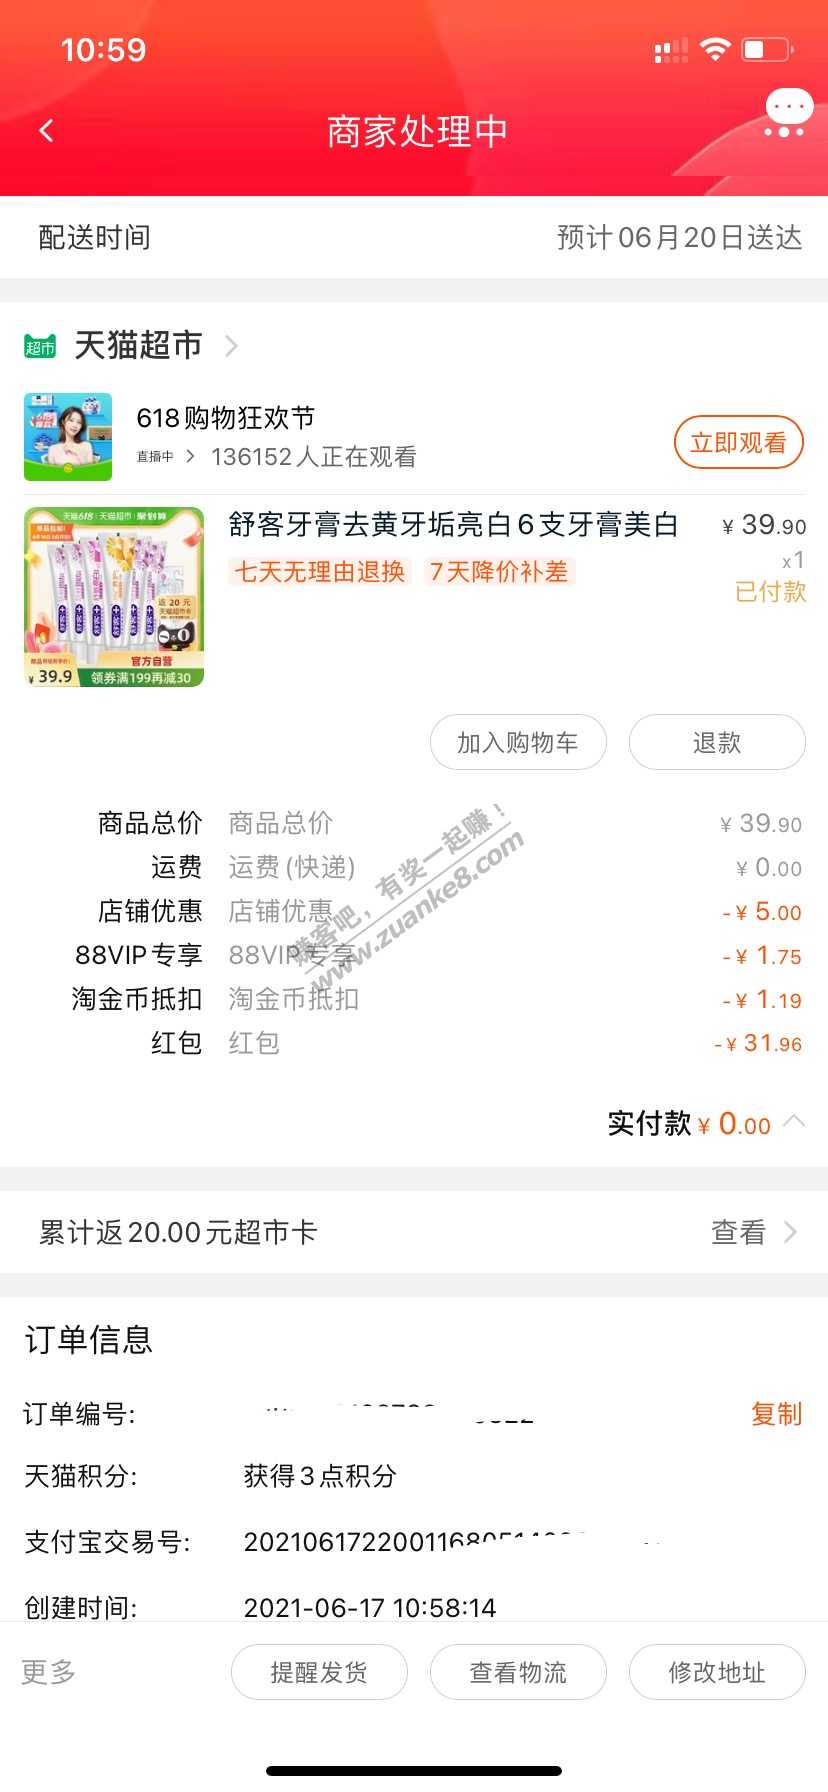 10:59
商家处理中
配送时间
预计06月20日送达
超市 天猫超市
618购物狂欢节
直播中 136152人正在观看
立即观看
天猫618 天猫超市 聚划算
返20元
天猫超市卡
官方自营
¥39.9 领券满199再减30
舒客牙膏去黄牙垢亮白6支牙膏美白
¥39.90
x1
七天无理由退换 7天降价补差
已付款
加入购物车 退款
商品总价 商品总价 ¥39.90
运费 运费(快递) ¥0.00
店铺优惠 店铺优惠 -¥5.00
88VIP专享 88VIP专享 -¥1.75
淘金币抵扣 淘金币抵扣 -¥1.19
红包 红包 -¥31.96
赚客吧，有奖一起赚！
www.zuanke8.com
实付款¥0.00
累计返20.00元超市卡 查看
订单信息
订单编号: 复制
天猫积分: 获得3点积分
支付宝交易号: 202106172200116805
创建时间: 2021-06-17 10:58:14
更多 提醒发货 查看物流 修改地址